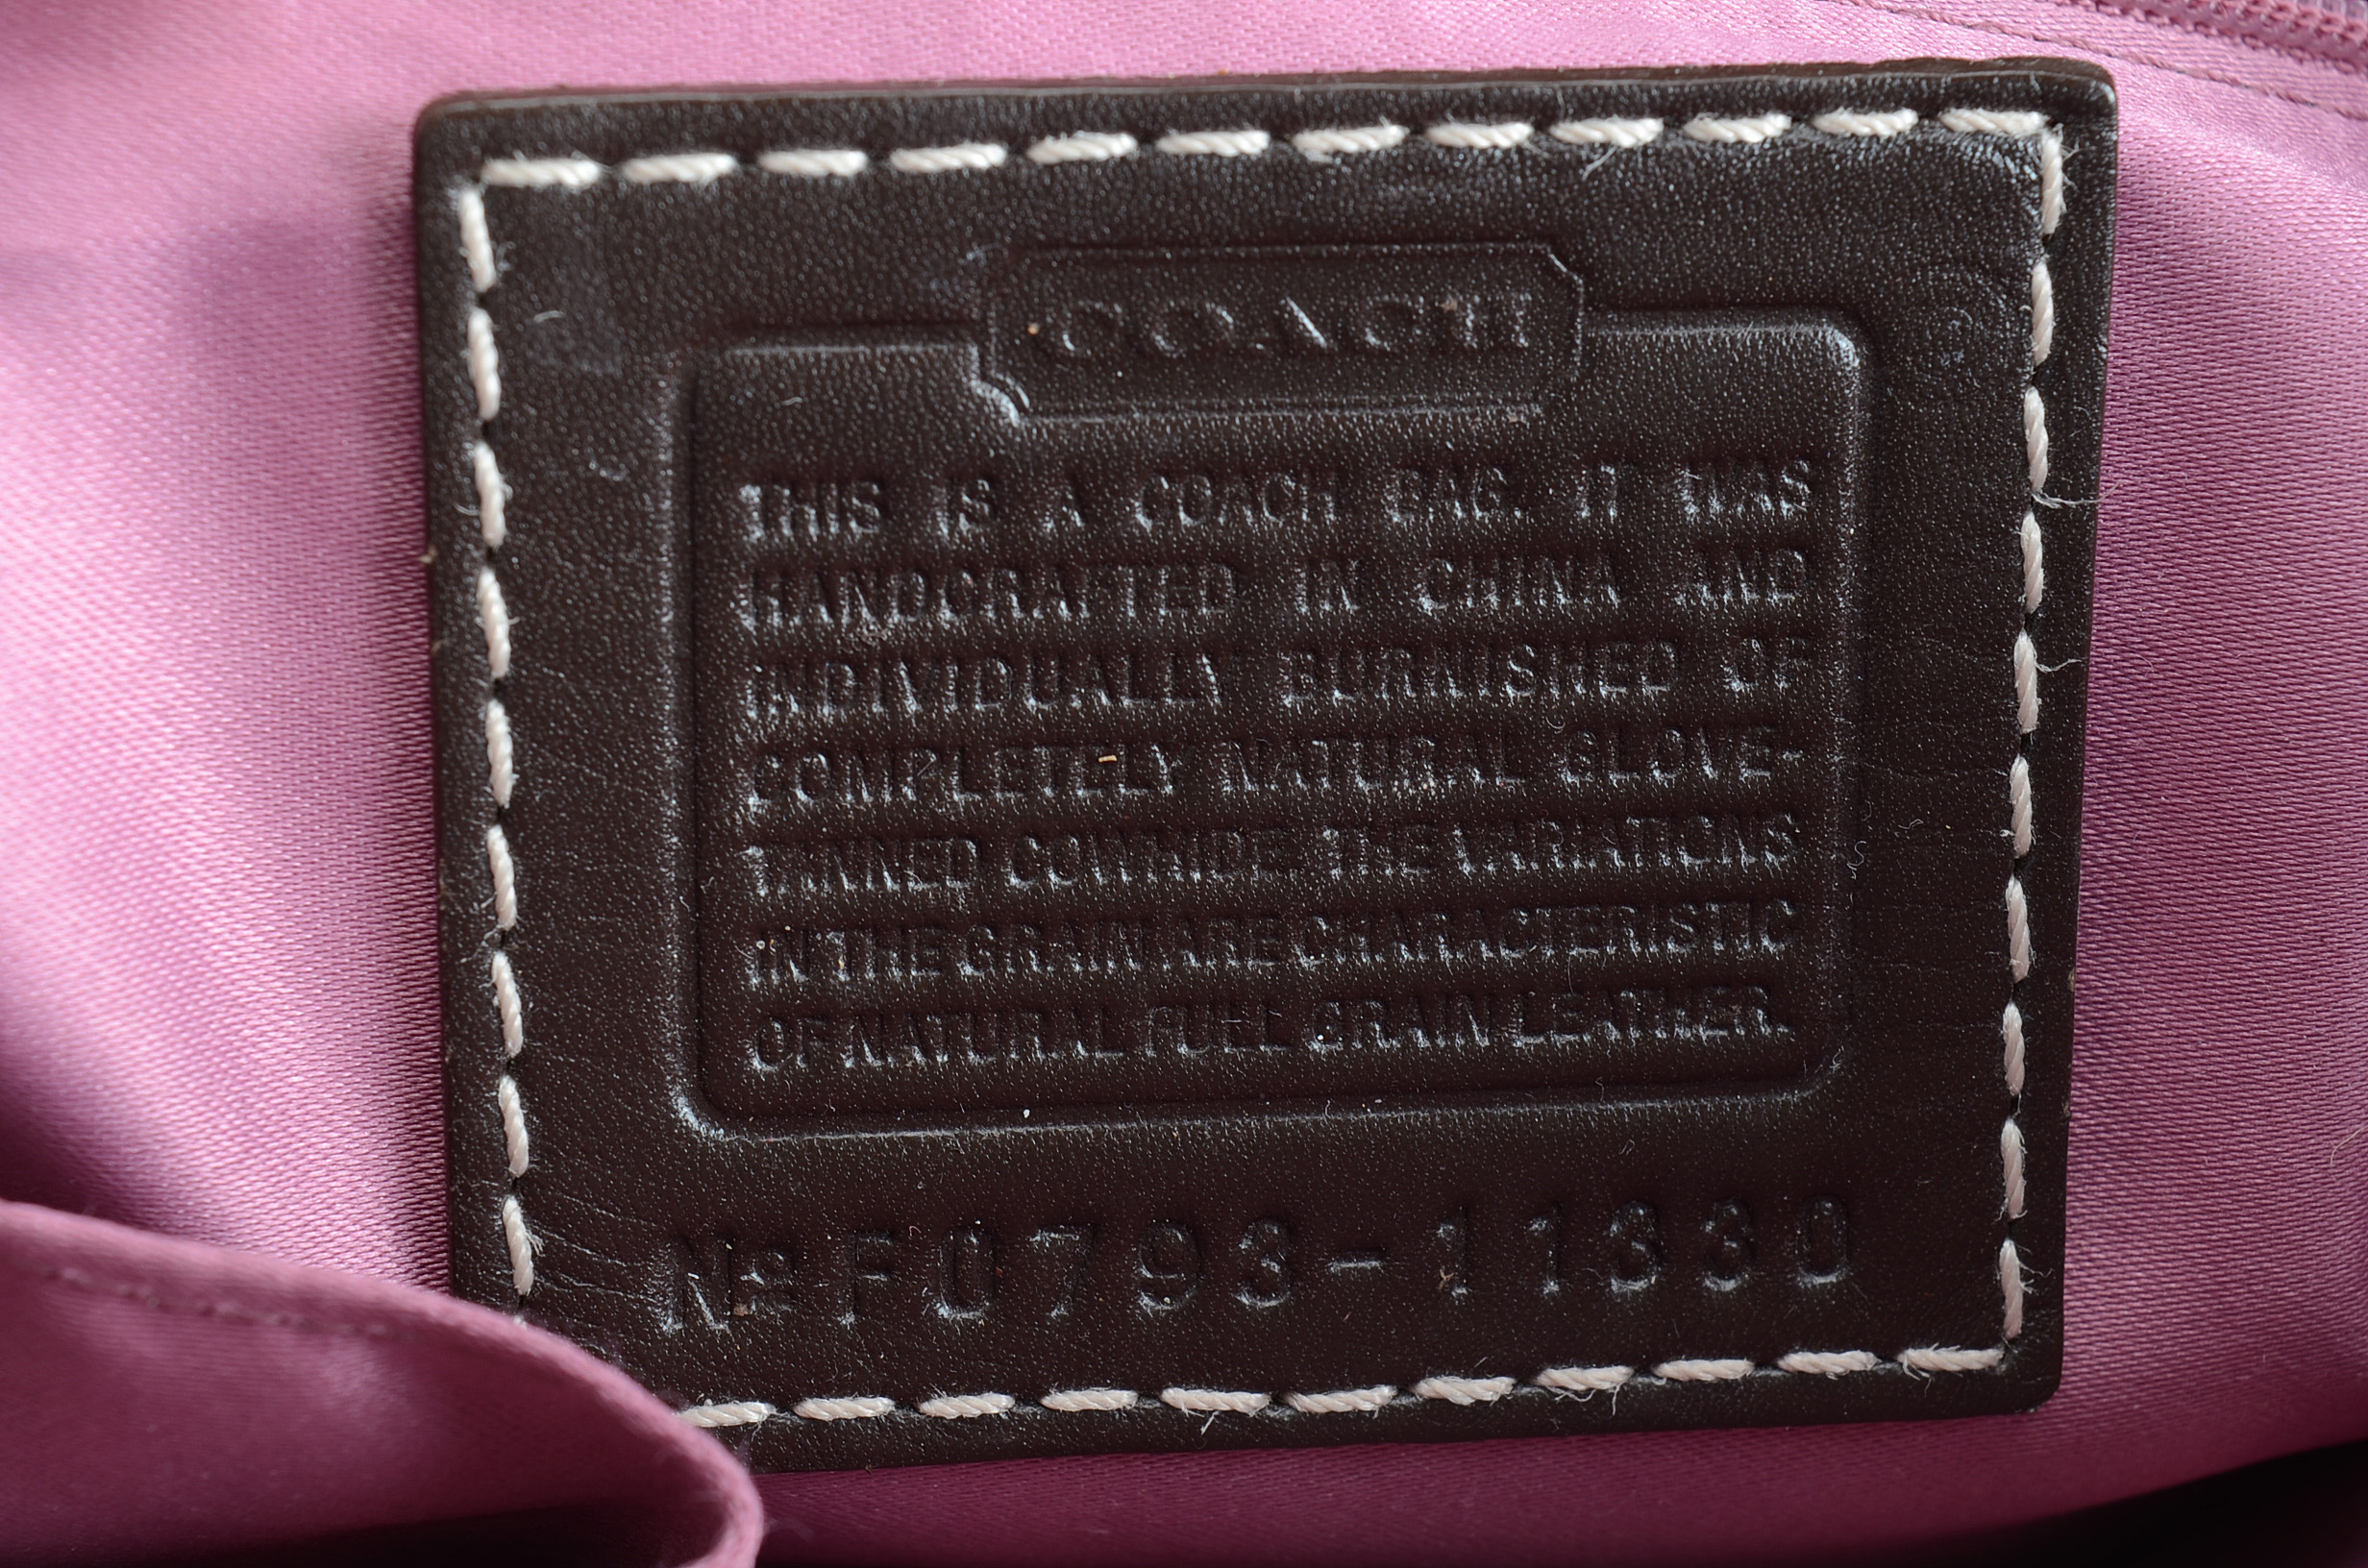 COACH
THIS IS A COACH BAG. IT WAS
HANDCRAFTED IN CHINA AND
INDIVIDUALLY BURNISHED OF
COMPLETELY NATURAL GLOVE-
TANNED COWHIDE. THE VARIATIONS
IN THE GRAIN ARE CHARACTERISTIC
OF NATURAL FULL GRAIN LEATHER.
Nº F0793-11330